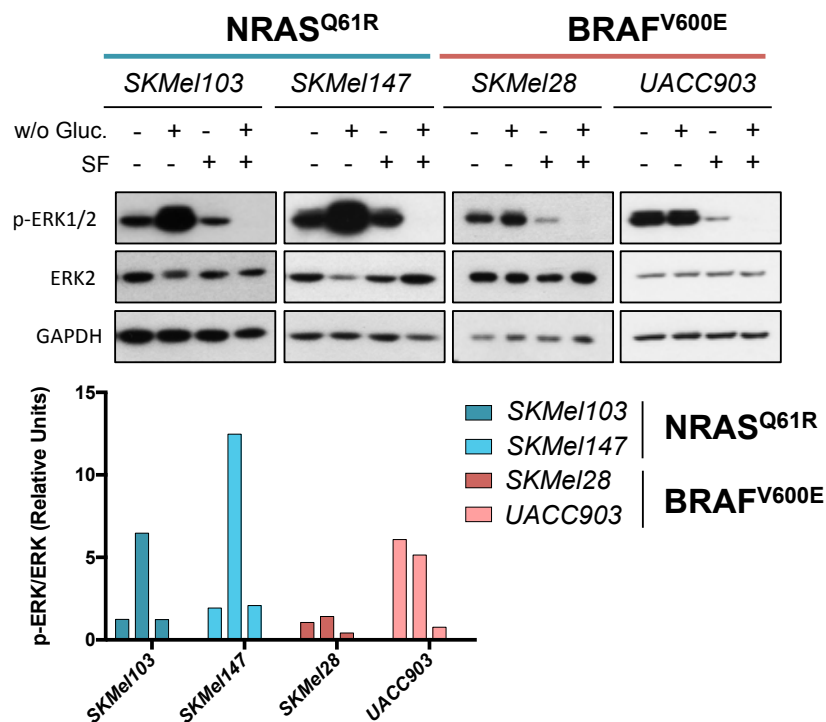 NRASQ61R BRAFV600E
SKMel103 SKMel147 SKMel28 UACC903
w/o Gluc. - + - + - + - + - + - + - + - +
SF - - + + - - + + - - + + - - + +
p-ERK1/2
ERK2
GAPDH
p-ERK/ERK (Relative Units)
15
10
5
0
SKMel103 SKMel147 SKMel28 UACC903
SKMel103
SKMel147
NRASQ61R
SKMel28
UACC903
BRAFV600E